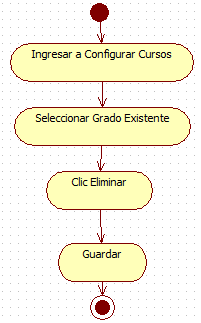 Ingresar a Configurar Cursos
Seleccionar Grado Existente
Clic Eliminar
Guardar